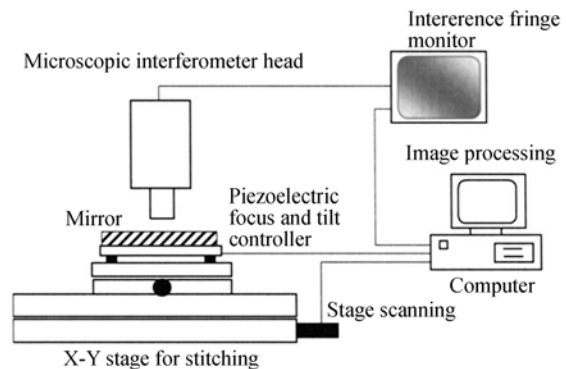 Intererence fringe
monitor
Microscopic interferometer head
Image processing
Piezoelectric
focus and tilt
controller
Mirror
Computer
Stage scanning
X-Y stage for stitching